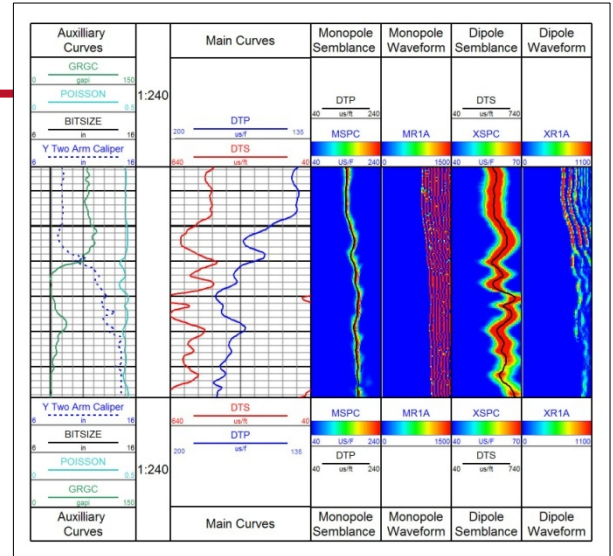 Auxilliary
Curves
Main Curves
Monopole
Semblance
Monopole
Waveform
Dipole
Semblance
Dipole
Waveform
GRGC
0 gapi 150
POISSON
0 0.5
BITSIZE
6 in 16
Y Two Arm Caliper
6 in 16
1:240
DTP
200 us/f 135
DTS
640 us/ft 40
DTP
40 us/ft 240
MSPC
40 US/F 240
MR1A
1500
DTS
40 us/ft 740
XSPC
40 US/F 70
XR1A
1100
Y Two Arm Caliper
6 in 16
BITSIZE
6 in 16
POISSON
0 0.5
GRGC
0 gapi 150
1:240
DTS
640 us/ft 40
DTP
200 us/f 135
MSPC
40 US/F 240
DTP
40 us/ft 240
MR1A
0 1500
XSPC
40 US/F 70
DTS
40 us/ft 740
XR1A
1100
Auxilliary
Curves
Main Curves
Monopole
Semblance
Monopole
Waveform
Dipole
Semblance
Dipole
Waveform